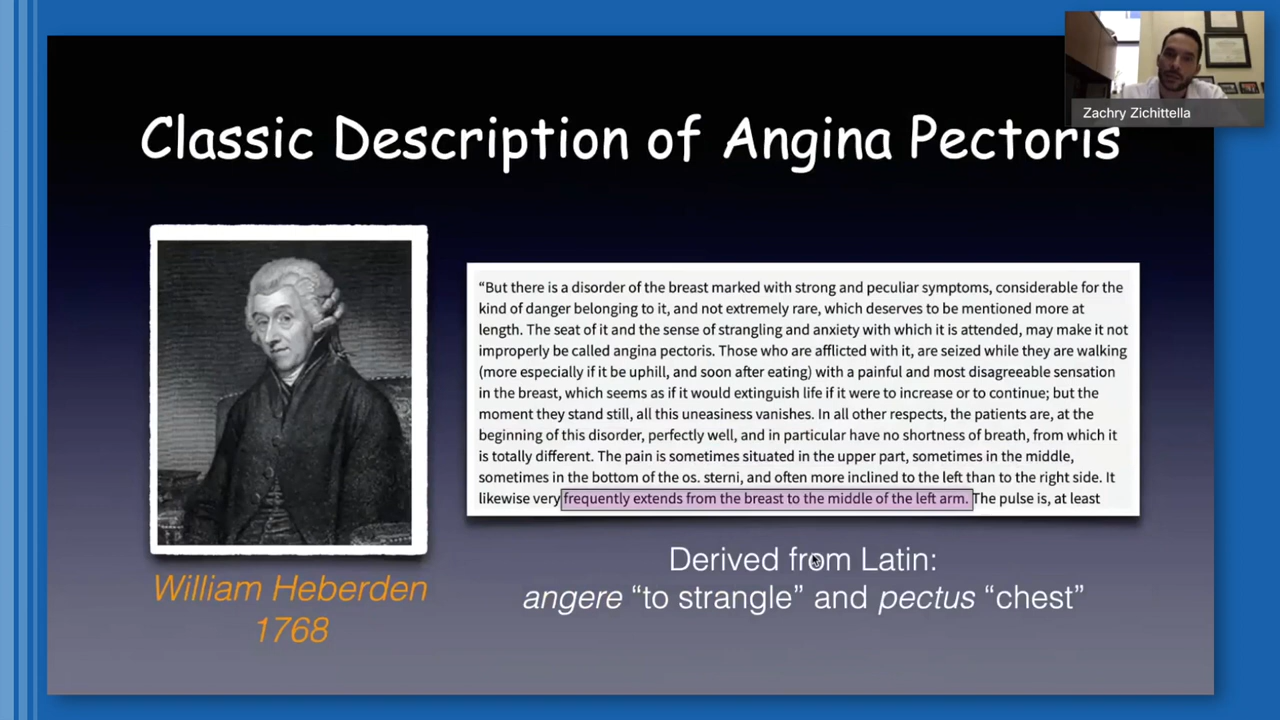 Zachry Zichittella
Classic Description of Angina Pectoris
“But there is a disorder of the breast marked with strong and peculiar symptoms, considerable for the
kind of danger belonging to it, and not extremely rare, which deserves to be mentioned more at
length. The seat of it and the sense of strangling and anxiety with which it is attended, may make it not
improperly be called angina pectoris. Those who are afflicted with it, are seized while they are walking
(more especially if it be uphill, and soon after eating) with a painful and most disagreeable sensation
in the breast, which seems as if it would extinguish life if it were to increase or to continue; but the
moment they stand still, all this uneasiness vanishes. In all other respects, the patients are, at the
beginning of this disorder, perfectly well, and in particular have no shortness of breath, from which it
is totally different. The pain is sometimes situated in the upper part, sometimes in the middle,
sometimes in the bottom of the os. sterni, and often more inclined to the left than to the right side. It
likewise very frequently extends from the breast to the middle of the left arm. The pulse is, at least
William Heberden
1768
Derived from Latin:
angere “to strangle” and pectus “chest”